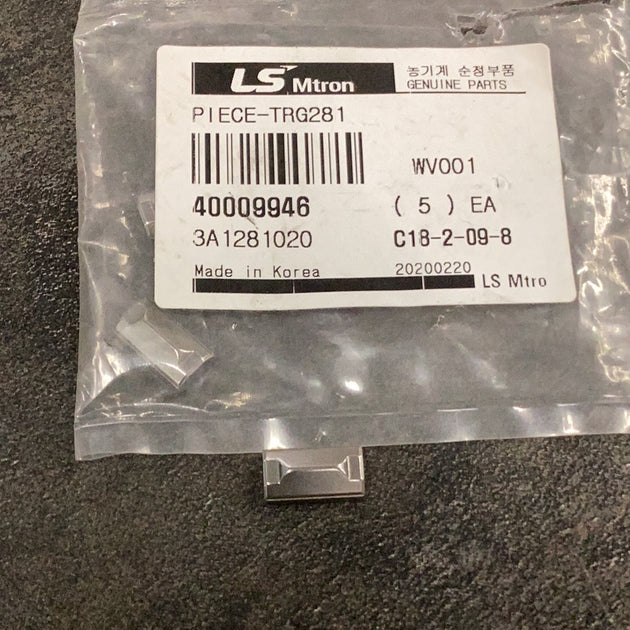 LS Mtron
농기계 순정부품
GENUINE PARTS
PIECE-TRG281
WV001
40009946
( 5 ) EA
3A1281020
C18-2-09-8
Made in Korea
20200220
LS Mtro